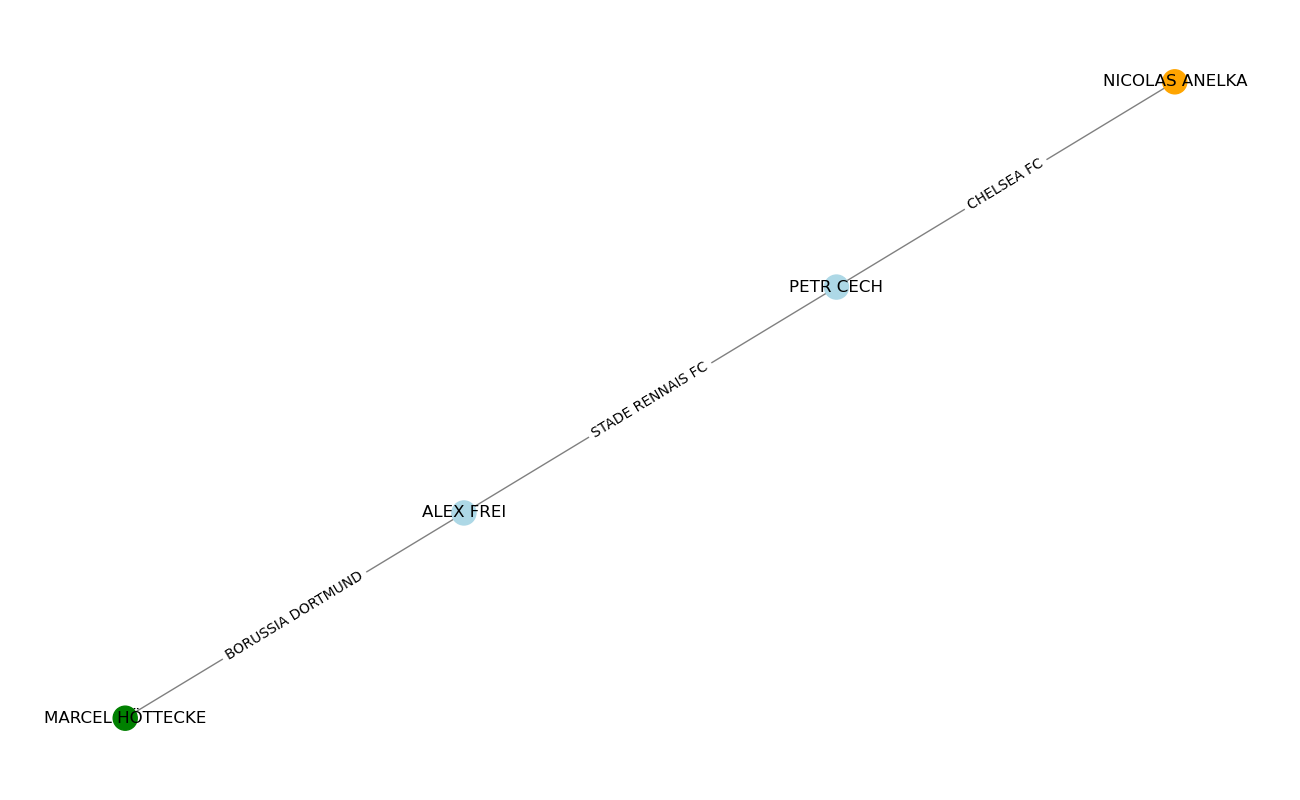 NICOLAS ANELKA
CHELSEA FC
PETR CECH
STADE RENNAIS FC
ALEX FREI
BORUSSIA DORTMUND
MARCEL HÖTTECKE